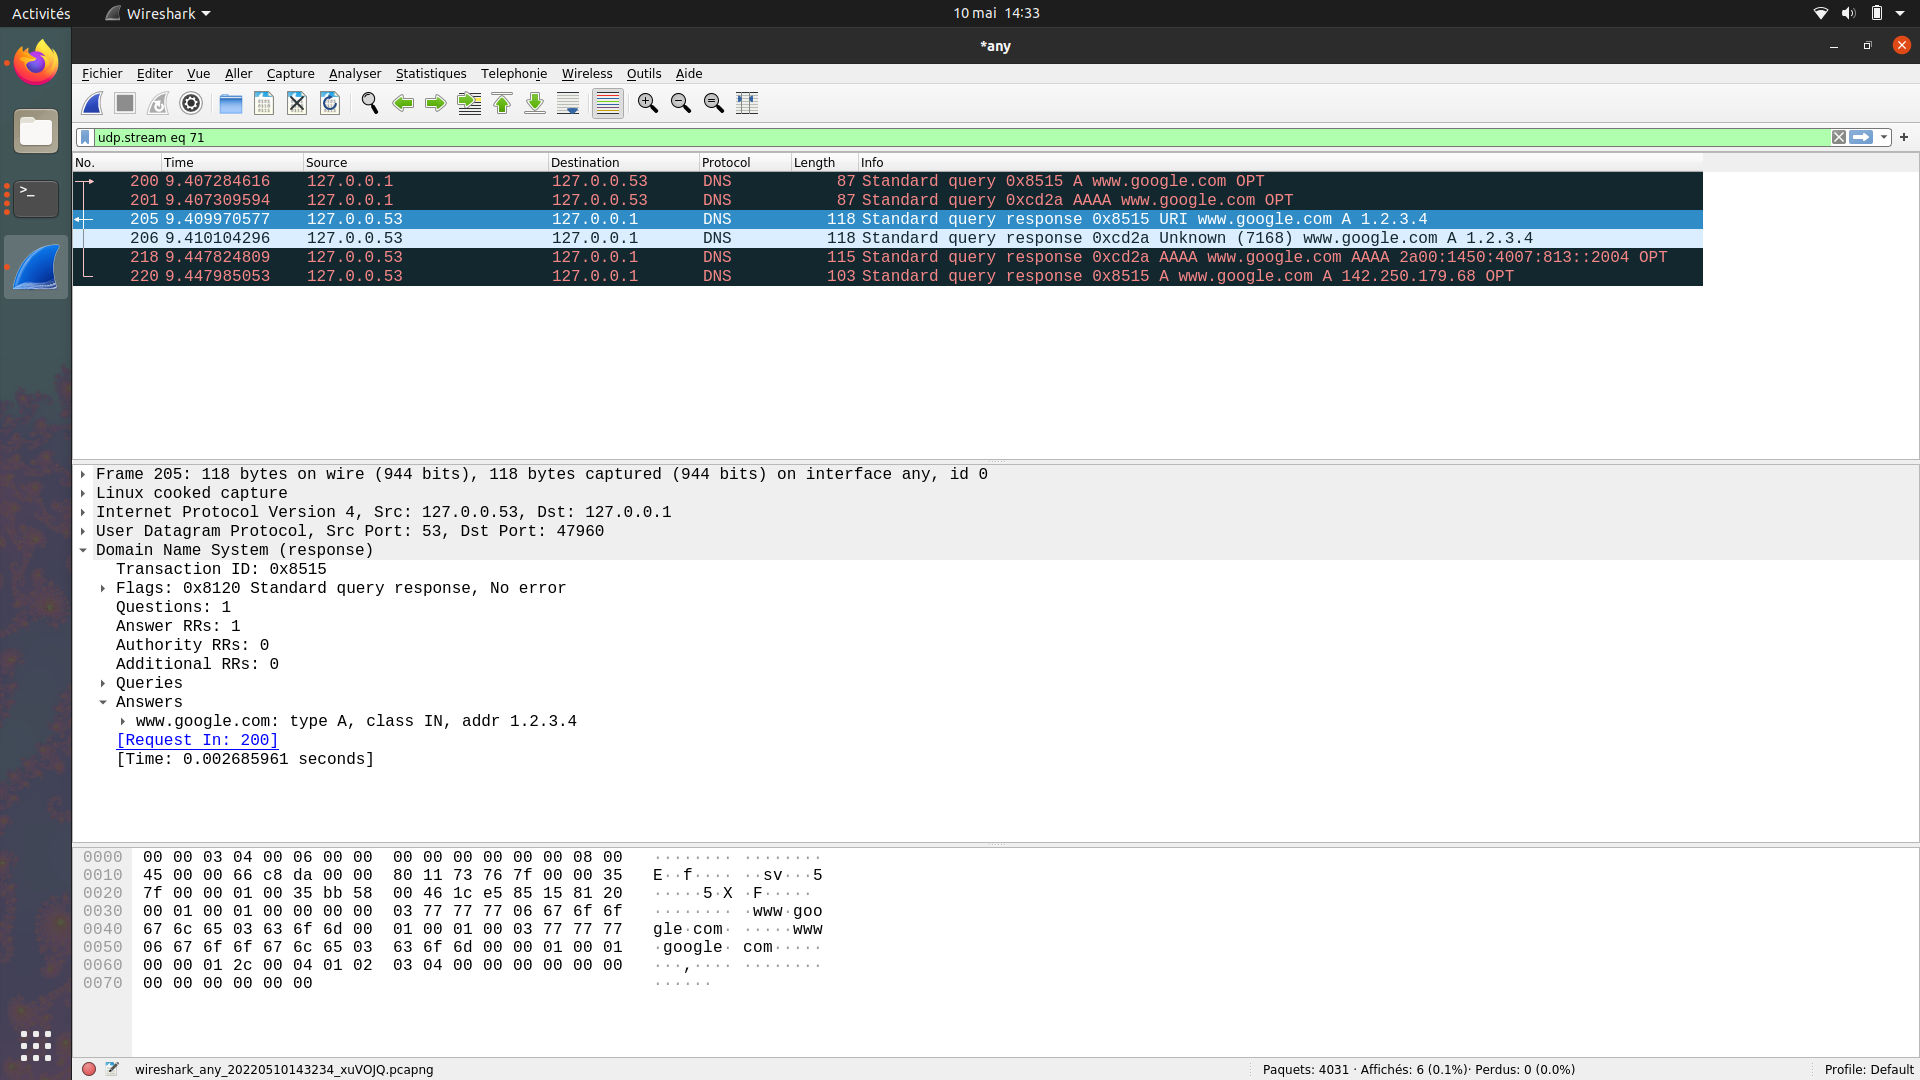 Activités Wireshark 10 mai 14:33
*any
Fichier Editer Vue Aller Capture Analyser Statistiques Telephonie Wireless Outils Aide
udp.stream eq 71
No. Time Source Destination Protocol Length Info
200 9.407284616 127.0.0.1 127.0.0.53 DNS 87 Standard query 0x8515 A www.google.com OPT
201 9.407309594 127.0.0.1 127.0.0.53 DNS 87 Standard query 0xcd2a AAAA www.google.com OPT
205 9.409970577 127.0.0.53 127.0.0.1 DNS 118 Standard query response 0x8515 URI www.google.com A 1.2.3.4
206 9.410104296 127.0.0.53 127.0.0.1 DNS 118 Standard query response 0xcd2a Unknown (7168) www.google.com A 1.2.3.4
218 9.447824809 127.0.0.53 127.0.0.1 DNS 115 Standard query response 0xcd2a AAAA www.google.com AAAA 2a00:1450:4007:813::2004 OPT
220 9.447985053 127.0.0.53 127.0.0.1 DNS 103 Standard query response 0x8515 A www.google.com A 142.250.179.68 OPT
Frame 205: 118 bytes on wire (944 bits), 118 bytes captured (944 bits) on interface any, id 0
Linux cooked capture
Internet Protocol Version 4, Src: 127.0.0.53, Dst: 127.0.0.1
User Datagram Protocol, Src Port: 53, Dst Port: 47960
Domain Name System (response)
Transaction ID: 0x8515
Flags: 0x8120 Standard query response, No error
Questions: 1
Answer RRs: 1
Authority RRs: 0
Additional RRs: 0
Queries
Answers
www.google.com: type A, class IN, addr 1.2.3.4
[Request In: 200]
[Time: 0.002685961 seconds]
0000 00 00 03 04 00 06 00 00 00 00 00 00 00 00 08 00 ········ ········
0010 45 00 00 66 c8 da 00 00 80 11 73 76 7f 00 00 35 E··f···· ··sv···5
0020 7f 00 00 01 00 35 bb 58 00 46 1c e5 85 15 81 20 ·····5·X ·F·····
0030 00 01 00 01 00 00 00 00 03 77 77 77 06 67 6f 6f ········ ·www·goo
0040 67 6c 65 03 63 6f 6d 00 00 01 00 01 03 77 77 77 gle·com· ·····www
0050 06 67 6f 6f 67 6c 65 03 63 6f 6d 00 00 01 00 01 ·google· com·····
0060 00 00 01 2c 00 04 01 02 03 04 00 00 00 00 00 00 ···,···· ········
0070 00 00 00 00 00 00 ······
wireshark_any_20220510143234_xuVOJQ.pcapng Paquets: 4031 · Affichés: 6 (0.1%)· Perdus: 0 (0.0%) Profile: Default